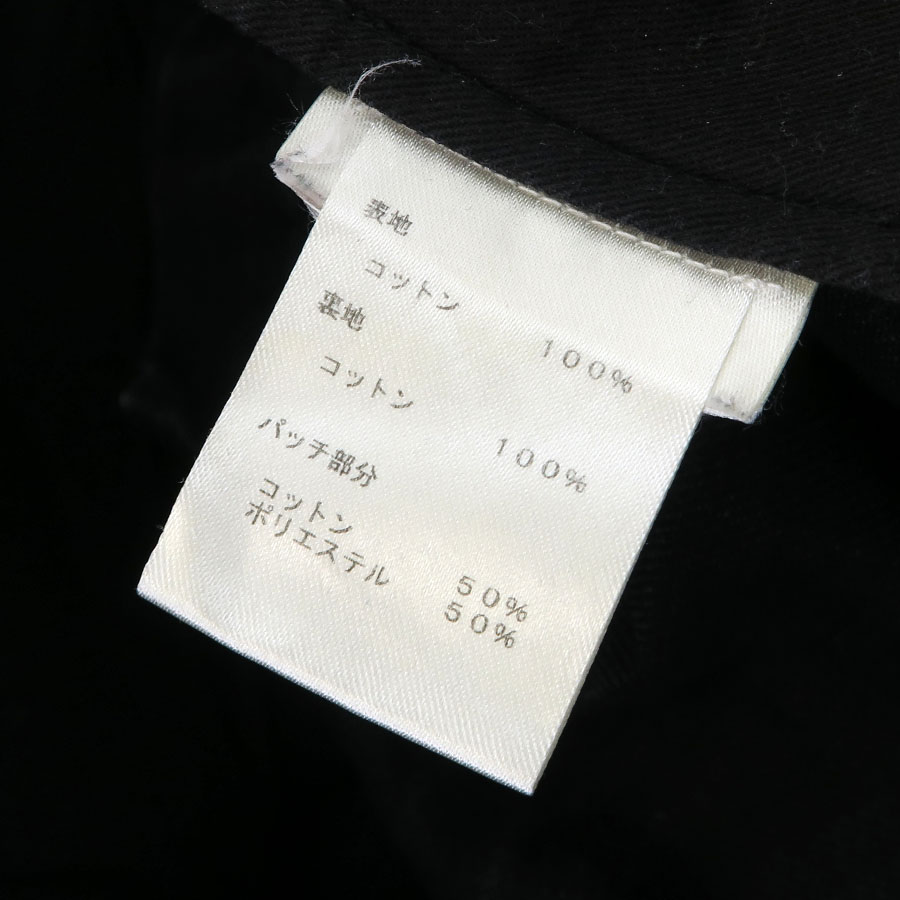 表地
コットン 100%
裏地
コットン 100%
パッチ部分
コットン 50%
ポリエステル 50%